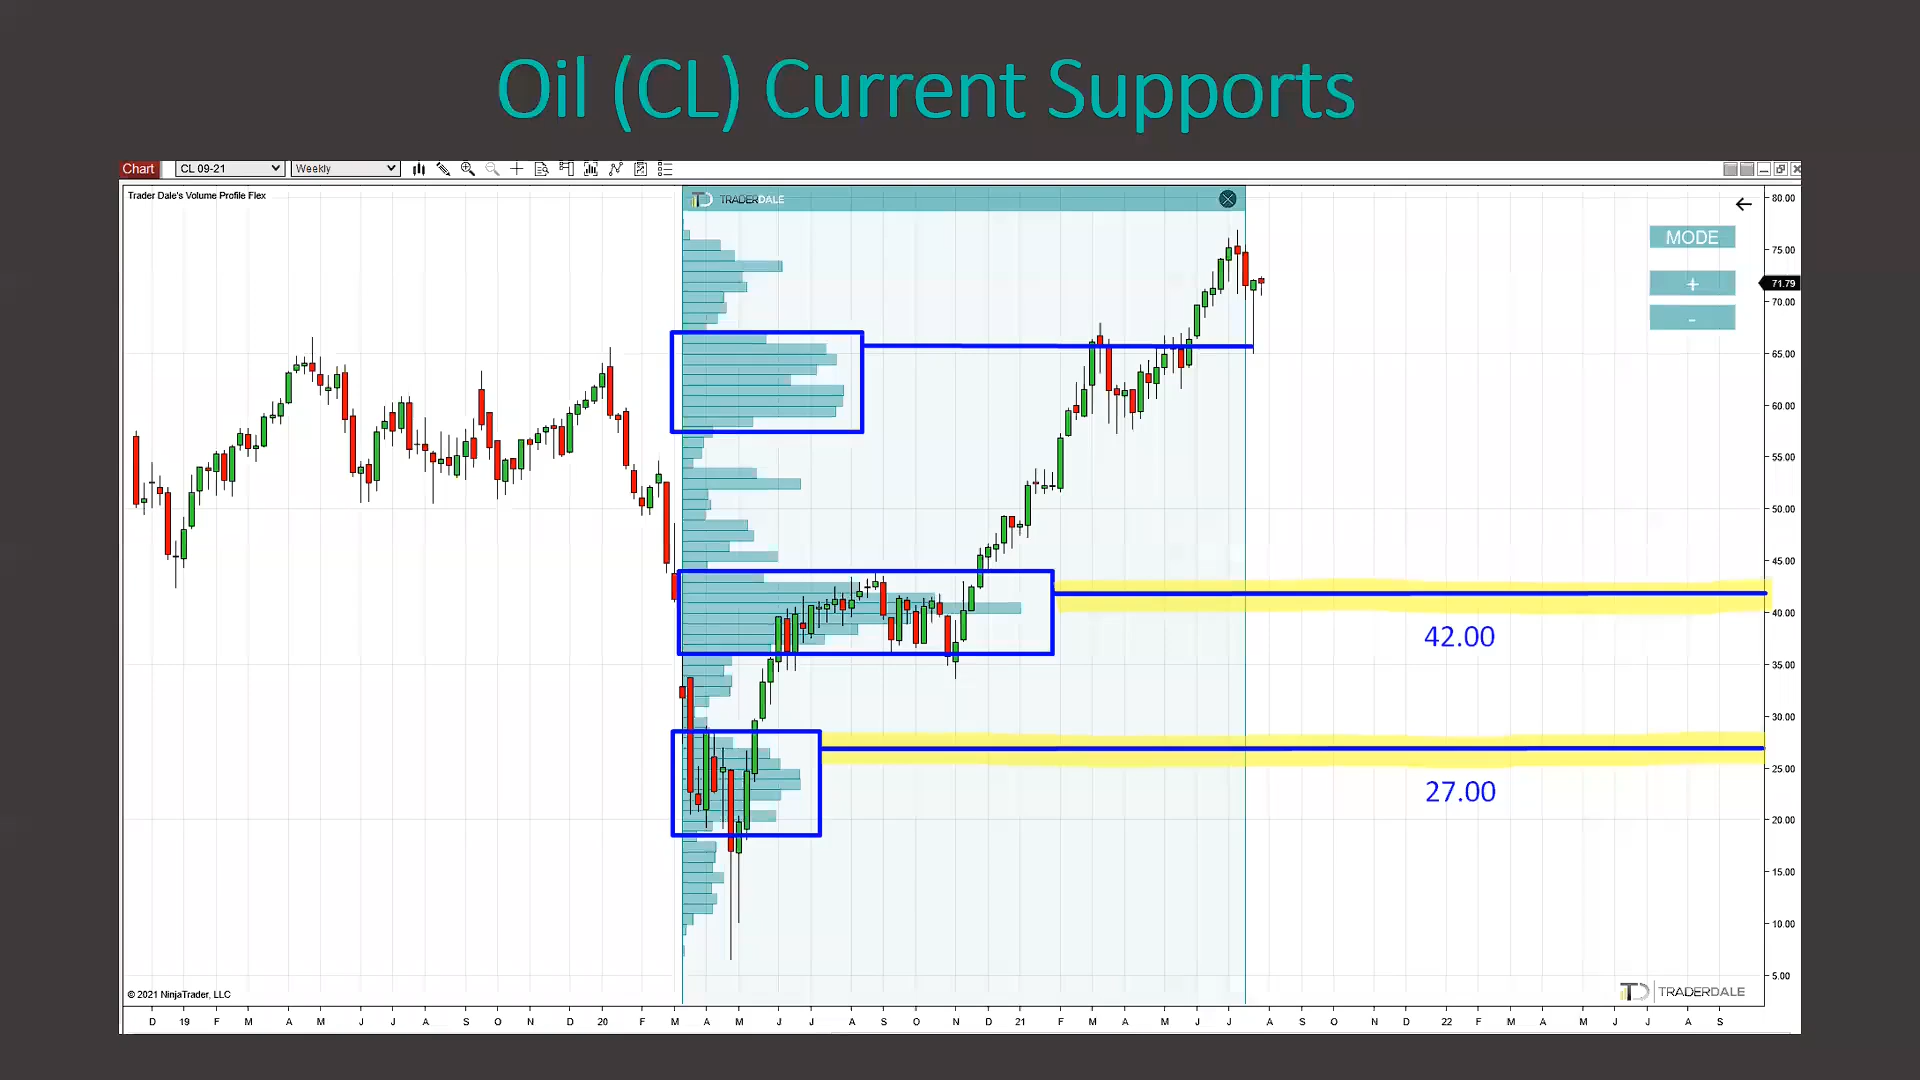 Oil (CL) Current Supports
Chart CL 09-21 Weekly
Trader Dale's Volume Profile Flex
TRADERDALE
MODE
+
-
80.00
75.00
71.79
70.00
65.00
60.00
55.00
50.00
45.00
40.00
35.00
30.00
25.00
20.00
15.00
10.00
5.00
42.00
27.00
© 2021 NinjaTrader, LLC
TRADERDALE
D 19 F M A M J J A S O N D 20 F M A M J J A S O N D 21 F M A M J J A S O N D 22 F M A M J J A S